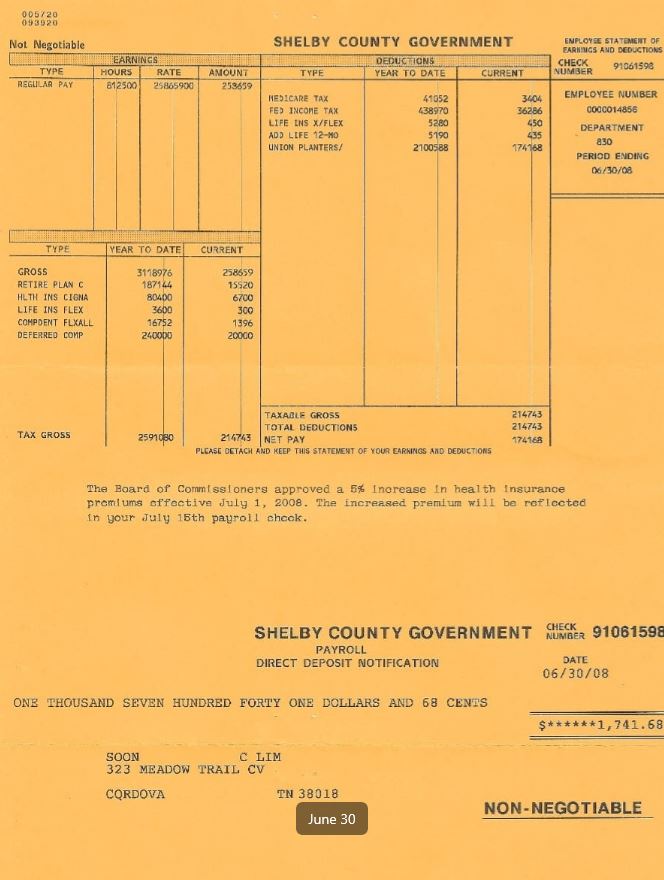 005720
093920
Not Negotiable
SHELBY COUNTY GOVERNMENT
EMPLOYEE STATEMENT OF
EARNINGS AND DEDUCTIONS
CHECK NUMBER 91061598
EARNINGS
TYPE HOURS RATE AMOUNT
REGULAR PAY 812500 25865900 258659
DEDUCTIONS
TYPE YEAR TO DATE CURRENT
MEDICARE TAX 41052 3404
FED INCOME TAX 438970 36286
LIFE INS X/FLEX 5280 450
ADD LIFE 12-MO 5190 435
UNION PLANTERS/ 2100588 174168
EMPLOYEE NUMBER
0000014856
DEPARTMENT
830
PERIOD ENDING
06/30/08
TYPE YEAR TO DATE CURRENT
GROSS 3118976 258659
RETIRE PLAN C 187144 15520
HLTH INS CIGNA 80400 6700
LIFE INS FLEX 3600 300
COMPDENT FLXALL 16752 1396
DEFERRED COMP 240000 20000
TAX GROSS 2591080 214743
TAXABLE GROSS 214743
TOTAL DEDUCTIONS 214743
NET PAY 174168
PLEASE DETACH AND KEEP THIS STATEMENT OF YOUR EARNINGS AND DEDUCTIONS
The Board of Commissioners approved a 5% increase in health insurance
premiums effective July 1, 2008. The increased premium will be reflected
in your July 15th payroll check.
SHELBY COUNTY GOVERNMENT
PAYROLL
DIRECT DEPOSIT NOTIFICATION
CHECK NUMBER 91061598
DATE
06/30/08
ONE THOUSAND SEVEN HUNDRED FORTY ONE DOLLARS AND 68 CENTS
$******1,741.68
SOON C LIM
323 MEADOW TRAIL CV
CORDOVA TN 38018
June 30
NON-NEGOTIABLE